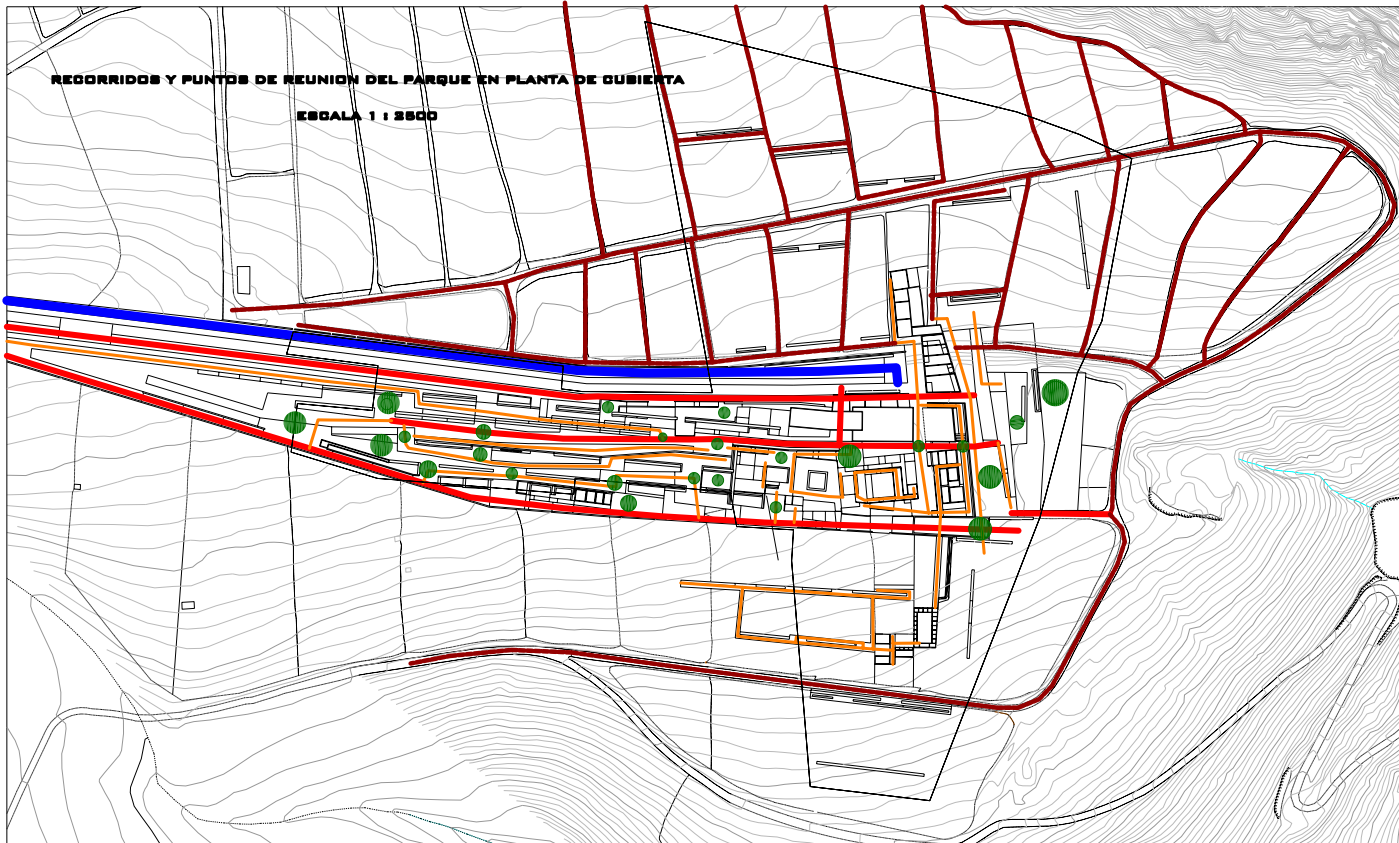 RECORRIDOS Y PUNTOS DE REUNION DEL PARQUE EN PLANTA DE CUBIERTA
ESCALA 1 : 2500